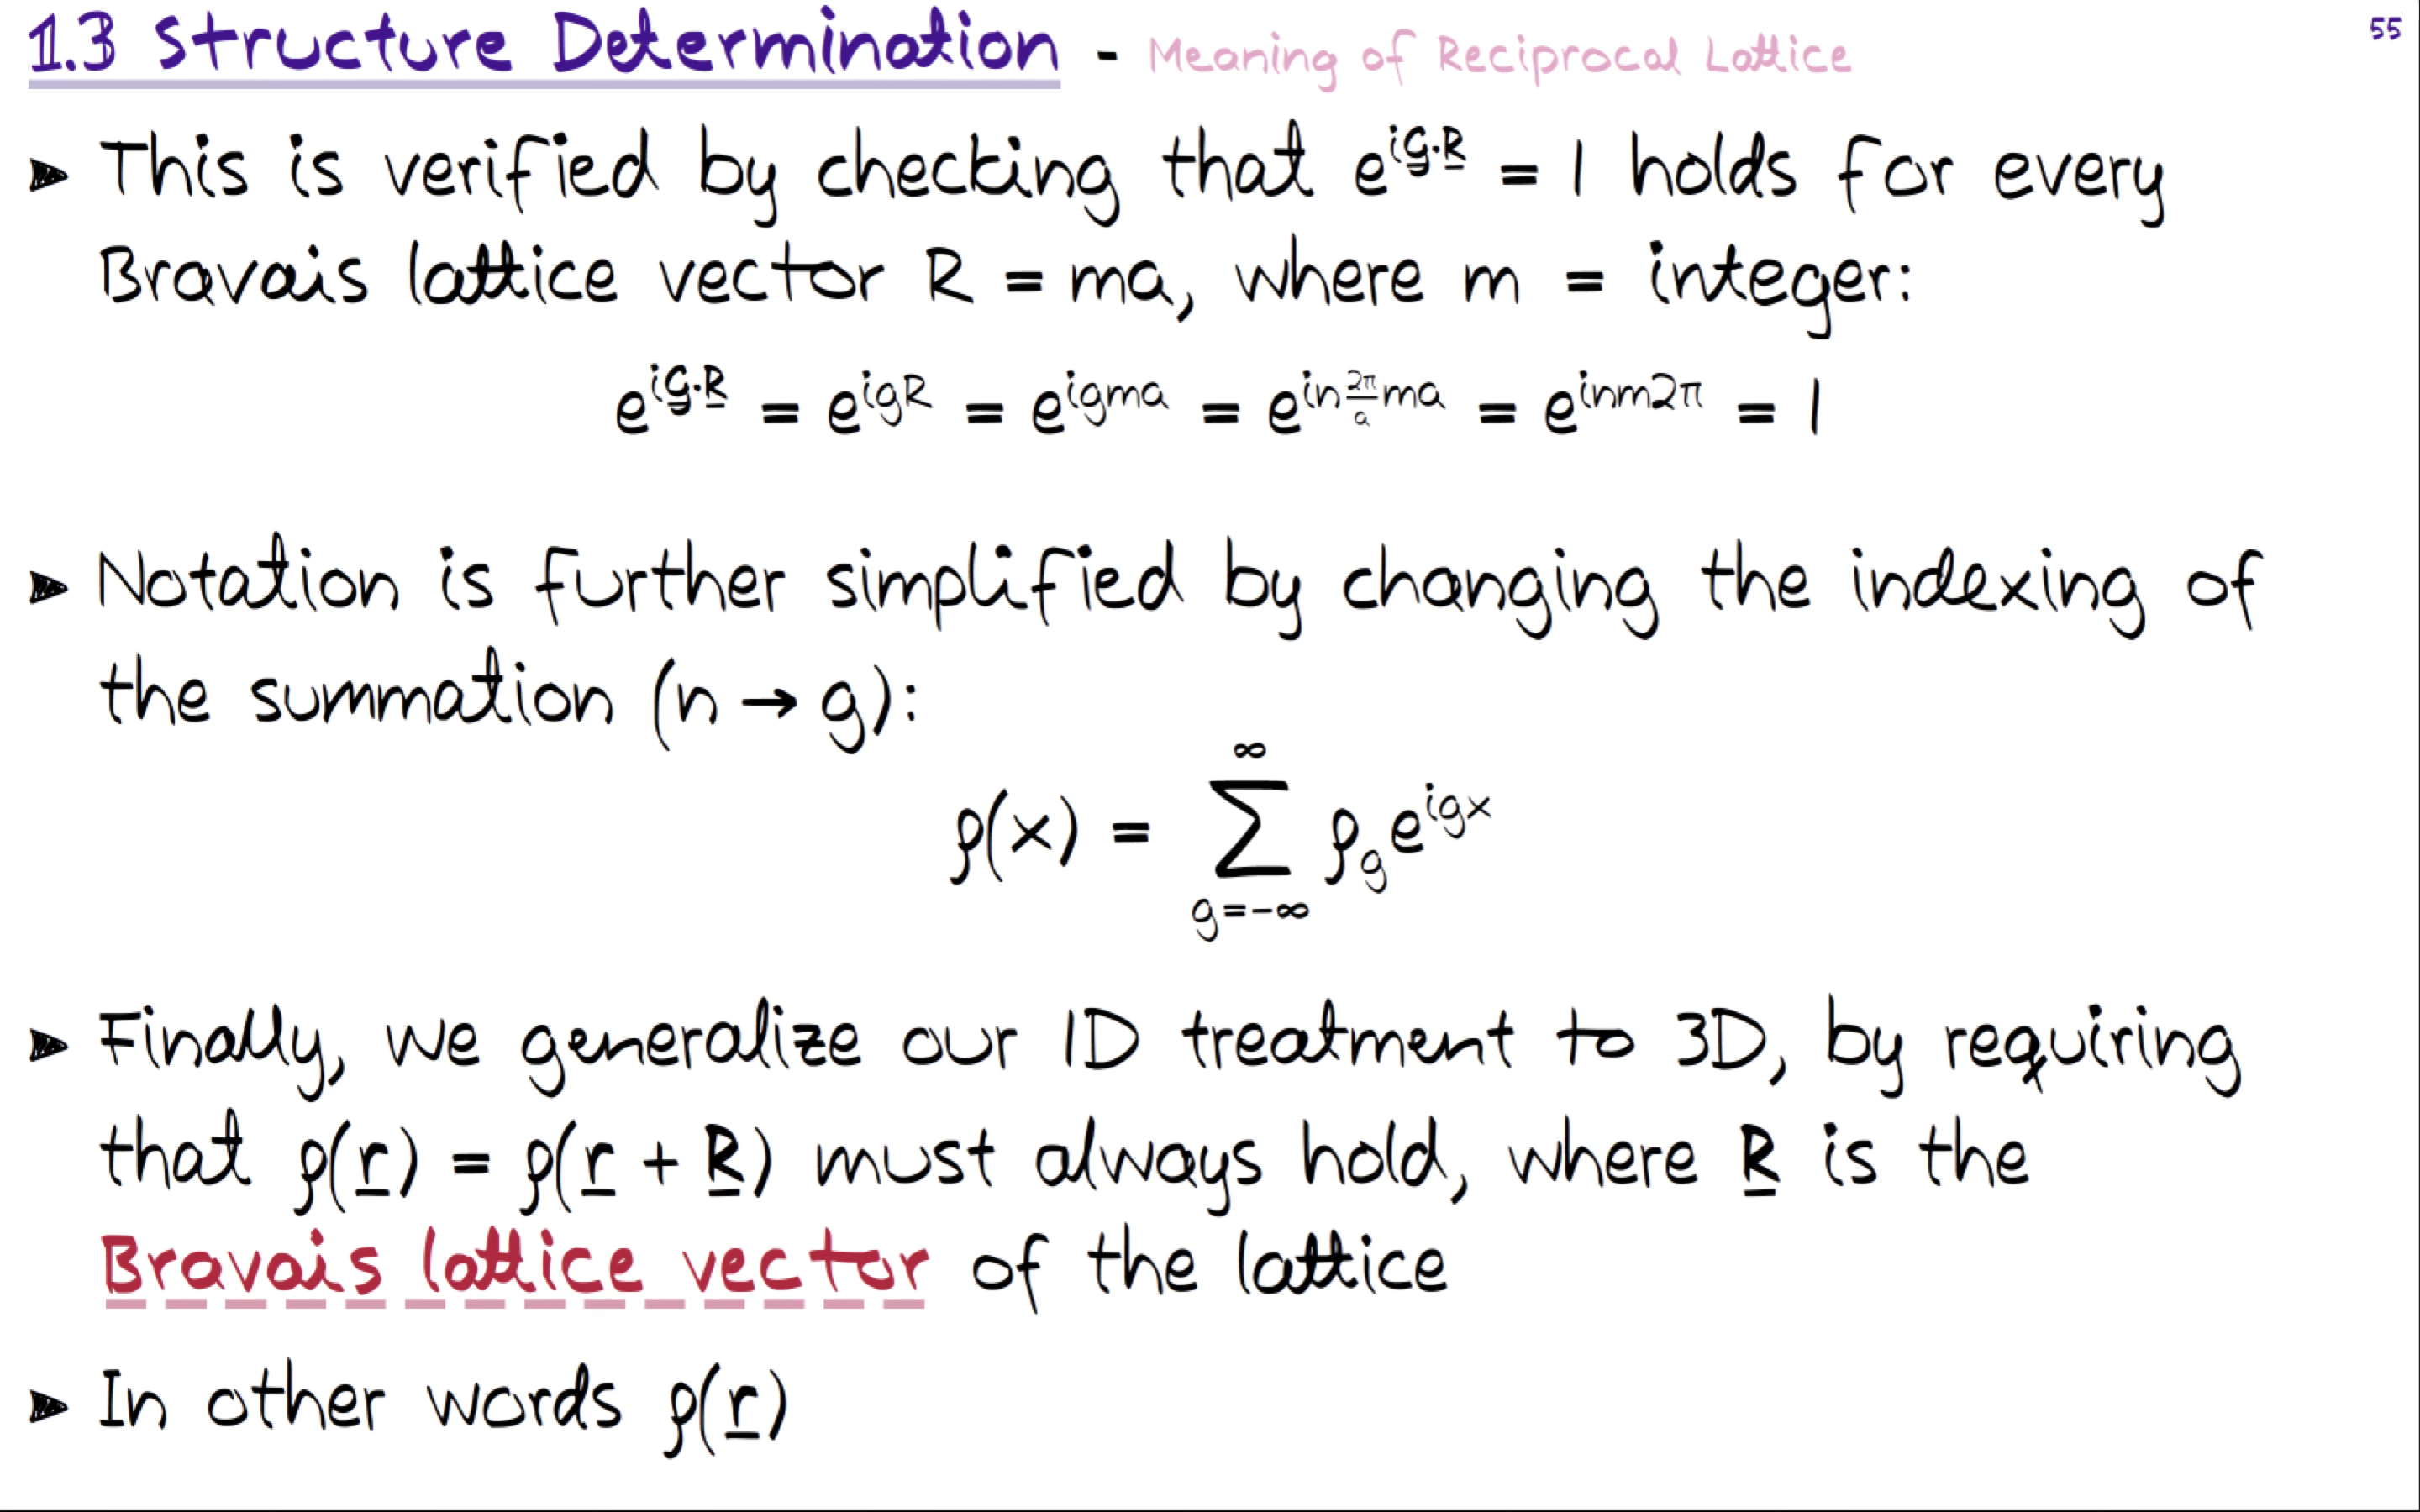 1.3 Structure Determination - Meaning of Reciprocal Lattice
55
► This is verified by checking that e^{iG·R} = 1 holds for every
Bravais lattice vector R = ma, where m = integer:
e^{iG·R} = e^{igR} = e^{igma} = e^{in\frac{2π}{a}ma} = e^{inm2π} = 1
► Notation is further simplified by changing the indexing of
the summation (n → g):
ρ(x) = ∑_{g=-∞}^{∞} ρ_g e^{igx}
► Finally, we generalize our 1D treatment to 3D, by requiring
that ρ(r) = ρ(r + R) must always hold, where R is the
Bravais lattice vector of the lattice
► In other words ρ(r)